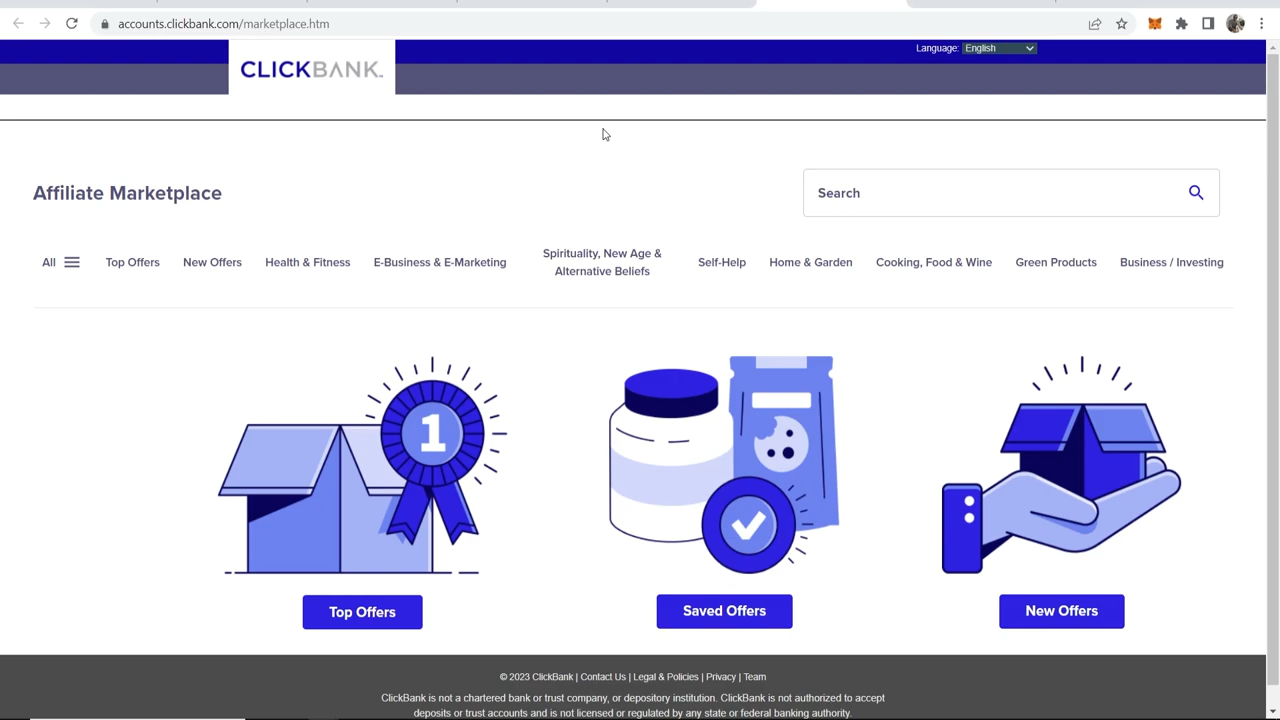 accounts.clickbank.com/marketplace.htm
Language: English
CLICKBANK™
Affiliate Marketplace
Search
All
Top Offers
New Offers
Health & Fitness
E-Business & E-Marketing
Spirituality, New Age &
Alternative Beliefs
Self-Help
Home & Garden
Cooking, Food & Wine
Green Products
Business / Investing
1
Top Offers
Saved Offers
New Offers
© 2023 ClickBank | Contact Us | Legal & Policies | Privacy | Team
ClickBank is not a chartered bank or trust company, or depository institution. ClickBank is not authorized to accept
deposits or trust accounts and is not licensed or regulated by any state or federal banking authority.